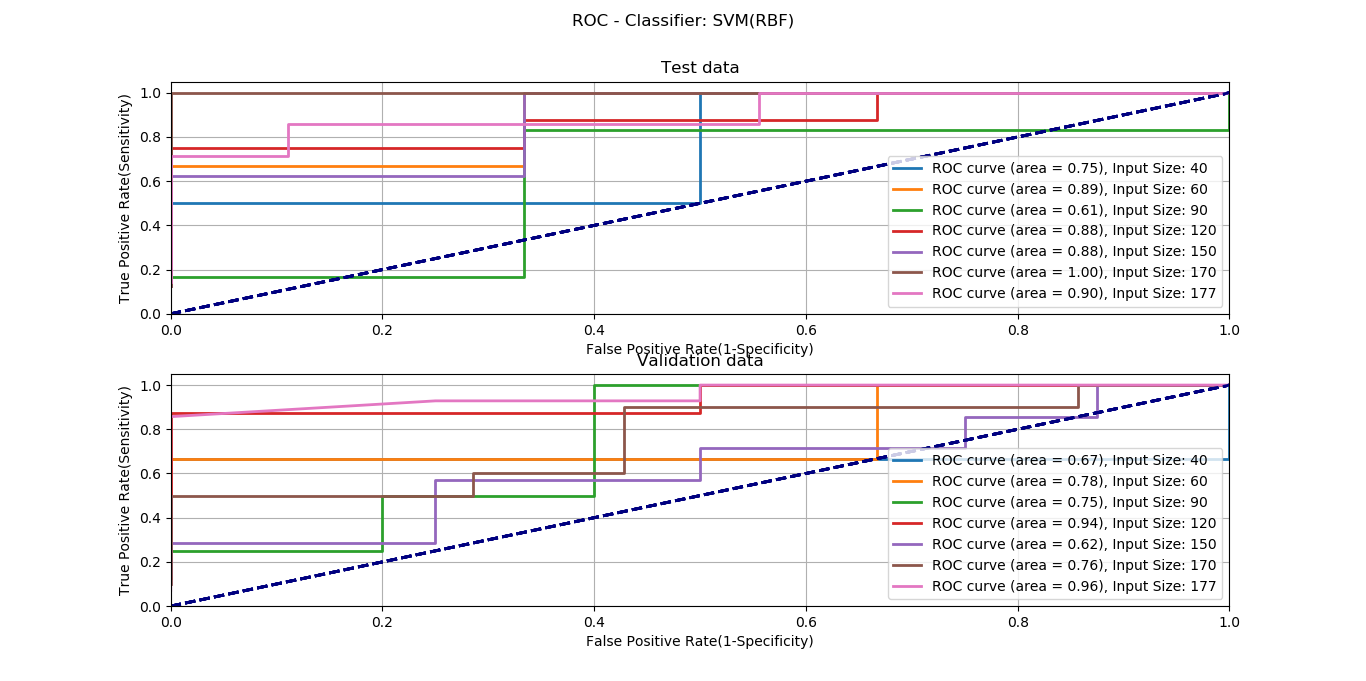 ROC - Classifier: SVM(RBF)
Test data
True Positive Rate(Sensitivity)
1.0
0.8
0.6
0.4
0.2
0.0
ROC curve (area = 0.75), Input Size: 40
ROC curve (area = 0.89), Input Size: 60
ROC curve (area = 0.61), Input Size: 90
ROC curve (area = 0.88), Input Size: 120
ROC curve (area = 0.88), Input Size: 150
ROC curve (area = 1.00), Input Size: 170
ROC curve (area = 0.90), Input Size: 177
0.0 0.2 0.4 0.6 0.8 1.0
False Positive Rate(1-Specificity)
Validation data
True Positive Rate(Sensitivity)
1.0
0.8
0.6
0.4
0.2
0.0
ROC curve (area = 0.67), Input Size: 40
ROC curve (area = 0.78), Input Size: 60
ROC curve (area = 0.75), Input Size: 90
ROC curve (area = 0.94), Input Size: 120
ROC curve (area = 0.62), Input Size: 150
ROC curve (area = 0.76), Input Size: 170
ROC curve (area = 0.96), Input Size: 177
0.0 0.2 0.4 0.6 0.8 1.0
False Positive Rate(1-Specificity)